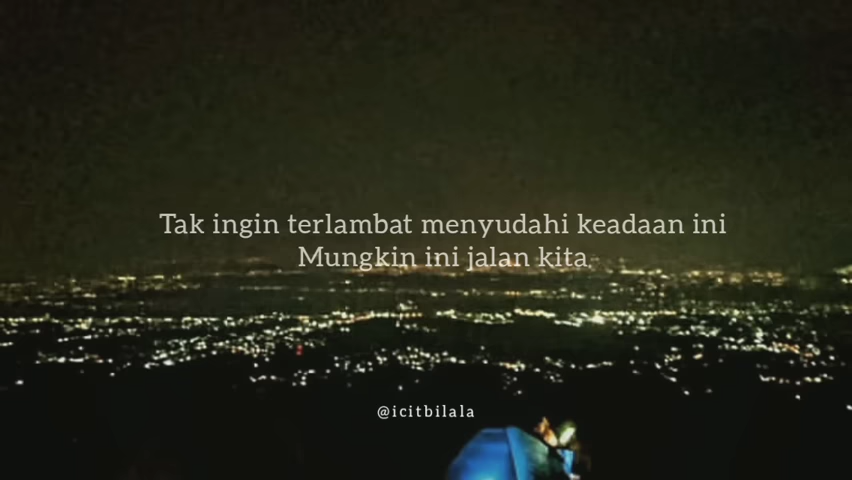 Tak ingin terlambat menyudahi keadaan ini
Mungkin ini jalan kita.
@icitbilala